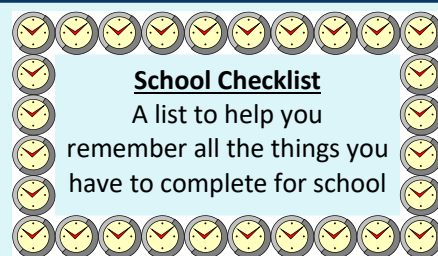 School Checklist
A list to help you
remember all the things you
have to complete for school